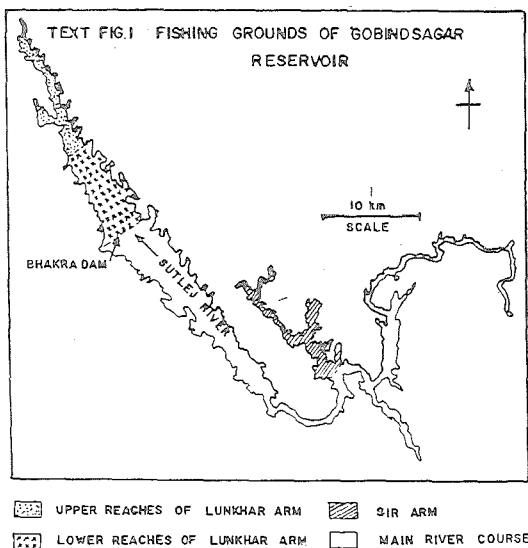 TEXT FIG.1 FISHING GROUNDS OF GOBINDSAGAR
RESERVOIR
10 km
SCALE
BHAKRA DAM
SUTLEJ RIVER
UPPER REACHES OF LUNKHAR ARM
SIR ARM
LOWER REACHES OF LUNKHAR ARM
MAIN RIVER COURSE